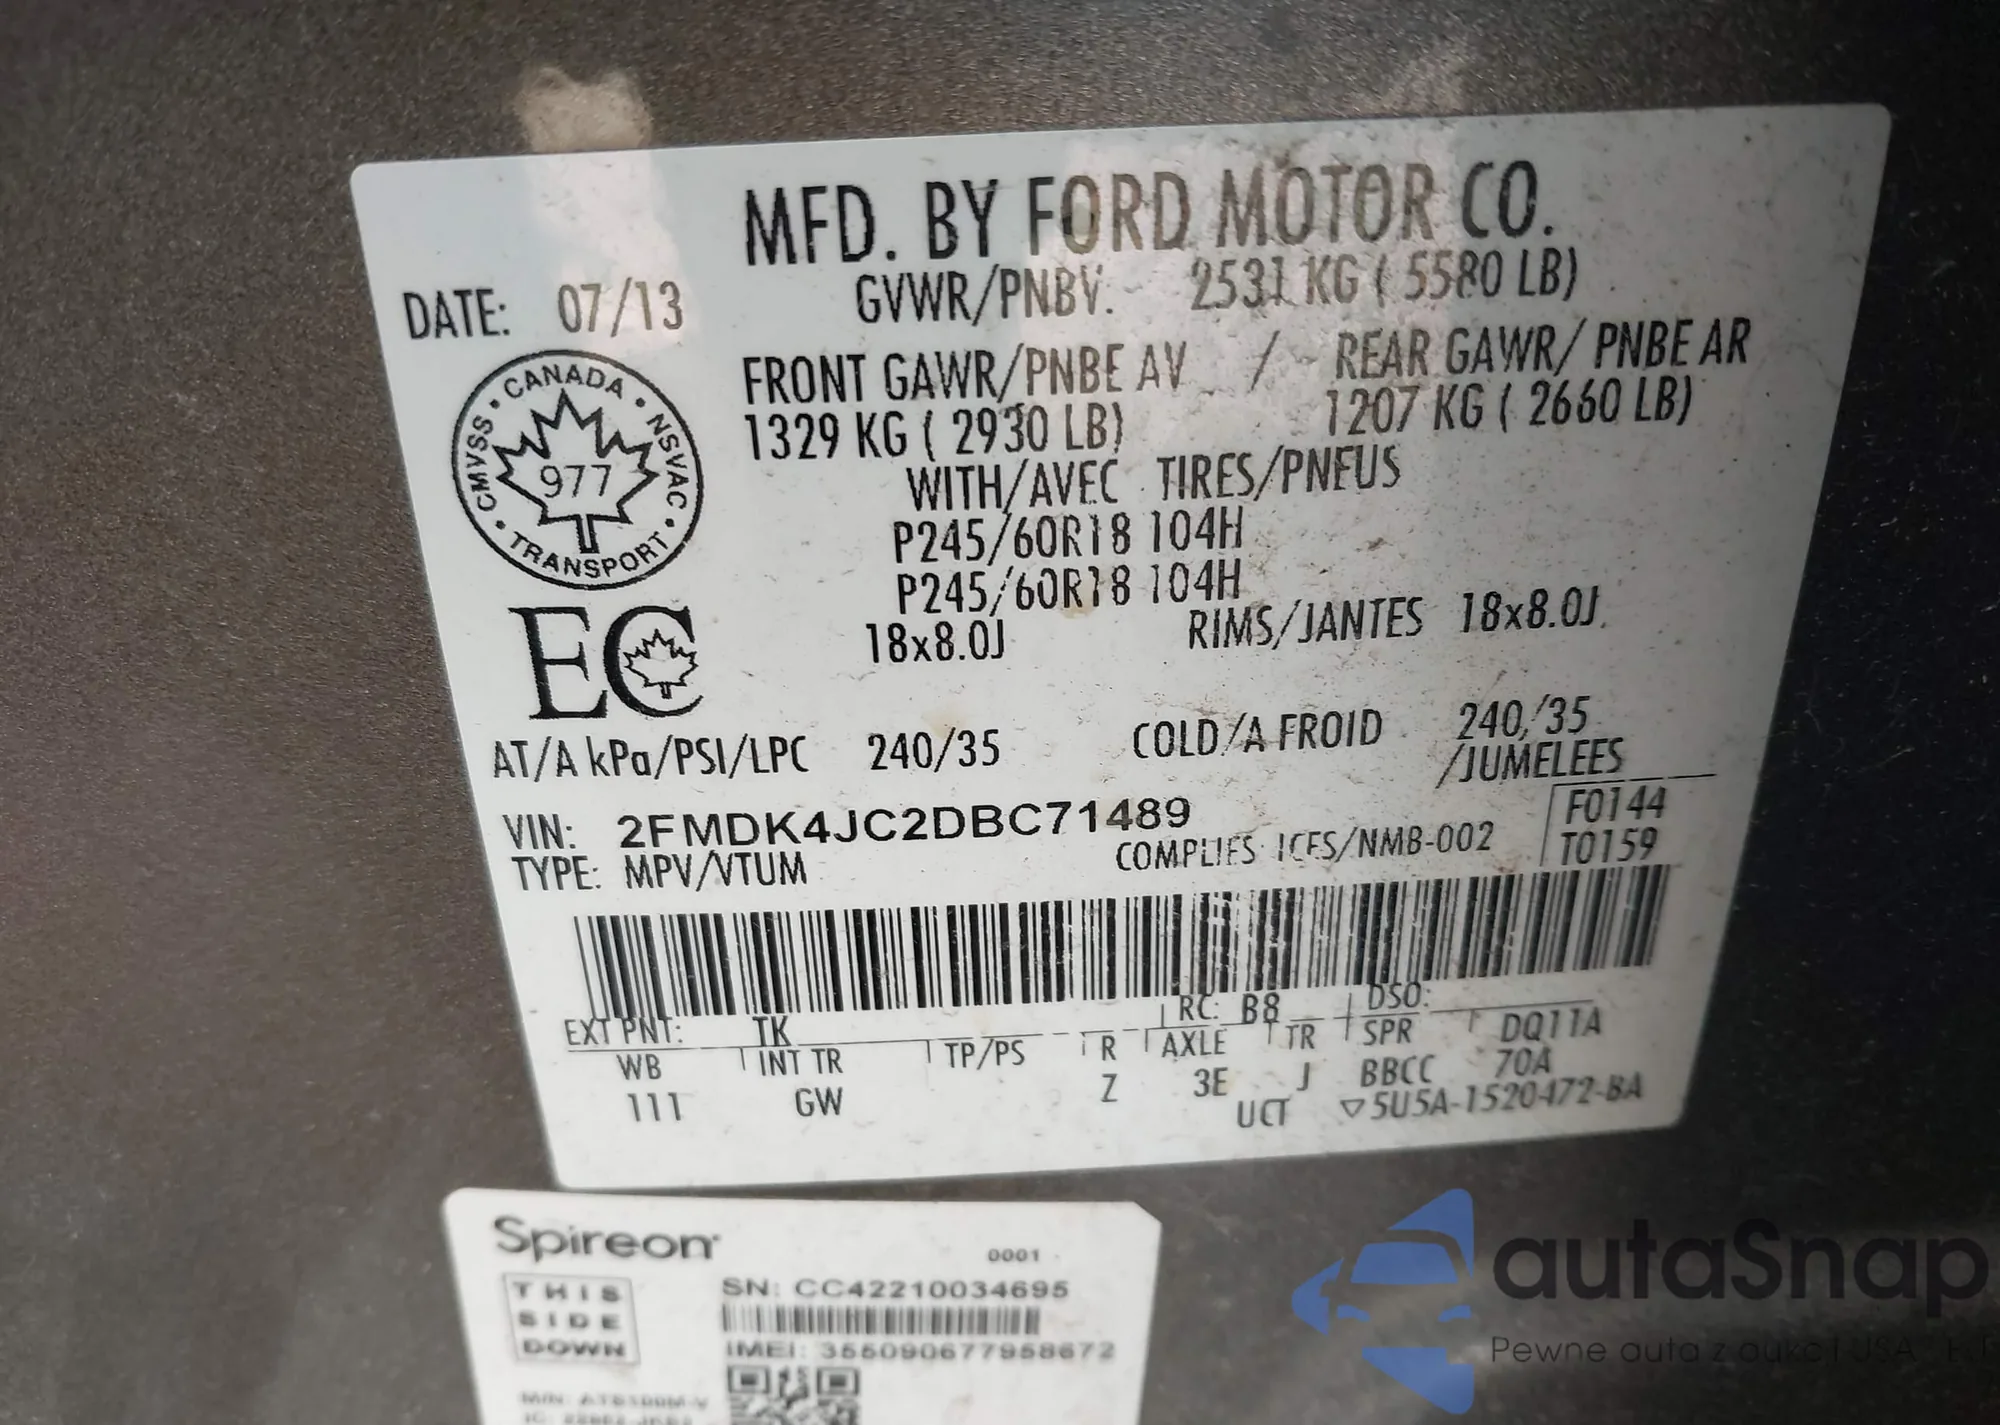 MFD. BY FORD MOTOR CO.
DATE: 07/13
GVWR/PNBV: 2531 KG ( 5580 LB)
FRONT GAWR/PNBE AV / REAR GAWR/ PNBE AR
1329 KG ( 2930 LB) 1207 KG ( 2660 LB)
WITH/AVEC TIRES/PNEUS
P245/60R18 104H
P245/60R18 104H
18x8.0J RIMS/JANTES 18x8.0J
CMVSS • CANADA • NSVAC • TRANSPORT •
977
EC
AT/A kPa/PSI/LPC 240/35 COLD/A FROID 240/35
/JUMELEES
VIN: 2FMDK4JC2DBC71489
TYPE: MPV/VTUM COMPLIES ICES/NMB-002
F0144
T0159
EXT PNT: TK RC: B8 DSO:
WB INT TR TP/PS R AXLE TR SPR DQ11A
111 GW Z 3E J BBCC 70A
UCT ▽5U5A-1520472-BA
Spireon
0001
THIS
SIDE
DOWN
SN: CC42210034695
IMEI: 355090677958672
autaSnap
Pewne auta z aukcji USA